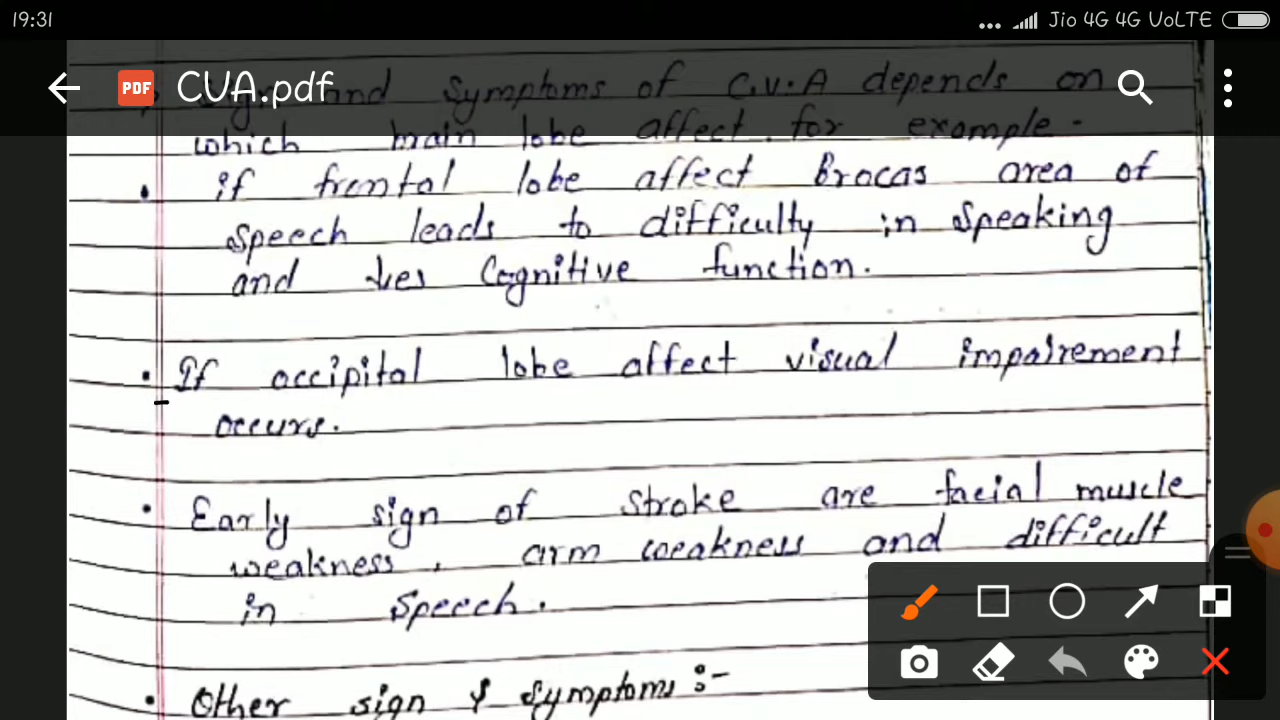 19:31
... Jio 4G 4G VoLTE
PDF CUA.pdf
and symptoms of C.V.A depends on
which brain lobe affect. for example -
• if frontal lobe affect Brocas area of
speech leads to difficulty in speaking
and ↓es Cognitive function.
• If occipital lobe affect visual impairement
occurs.
• Early sign of stroke are facial muscle
weakness, arm weakness and difficult
in speech.
• Other sign & symptoms :-